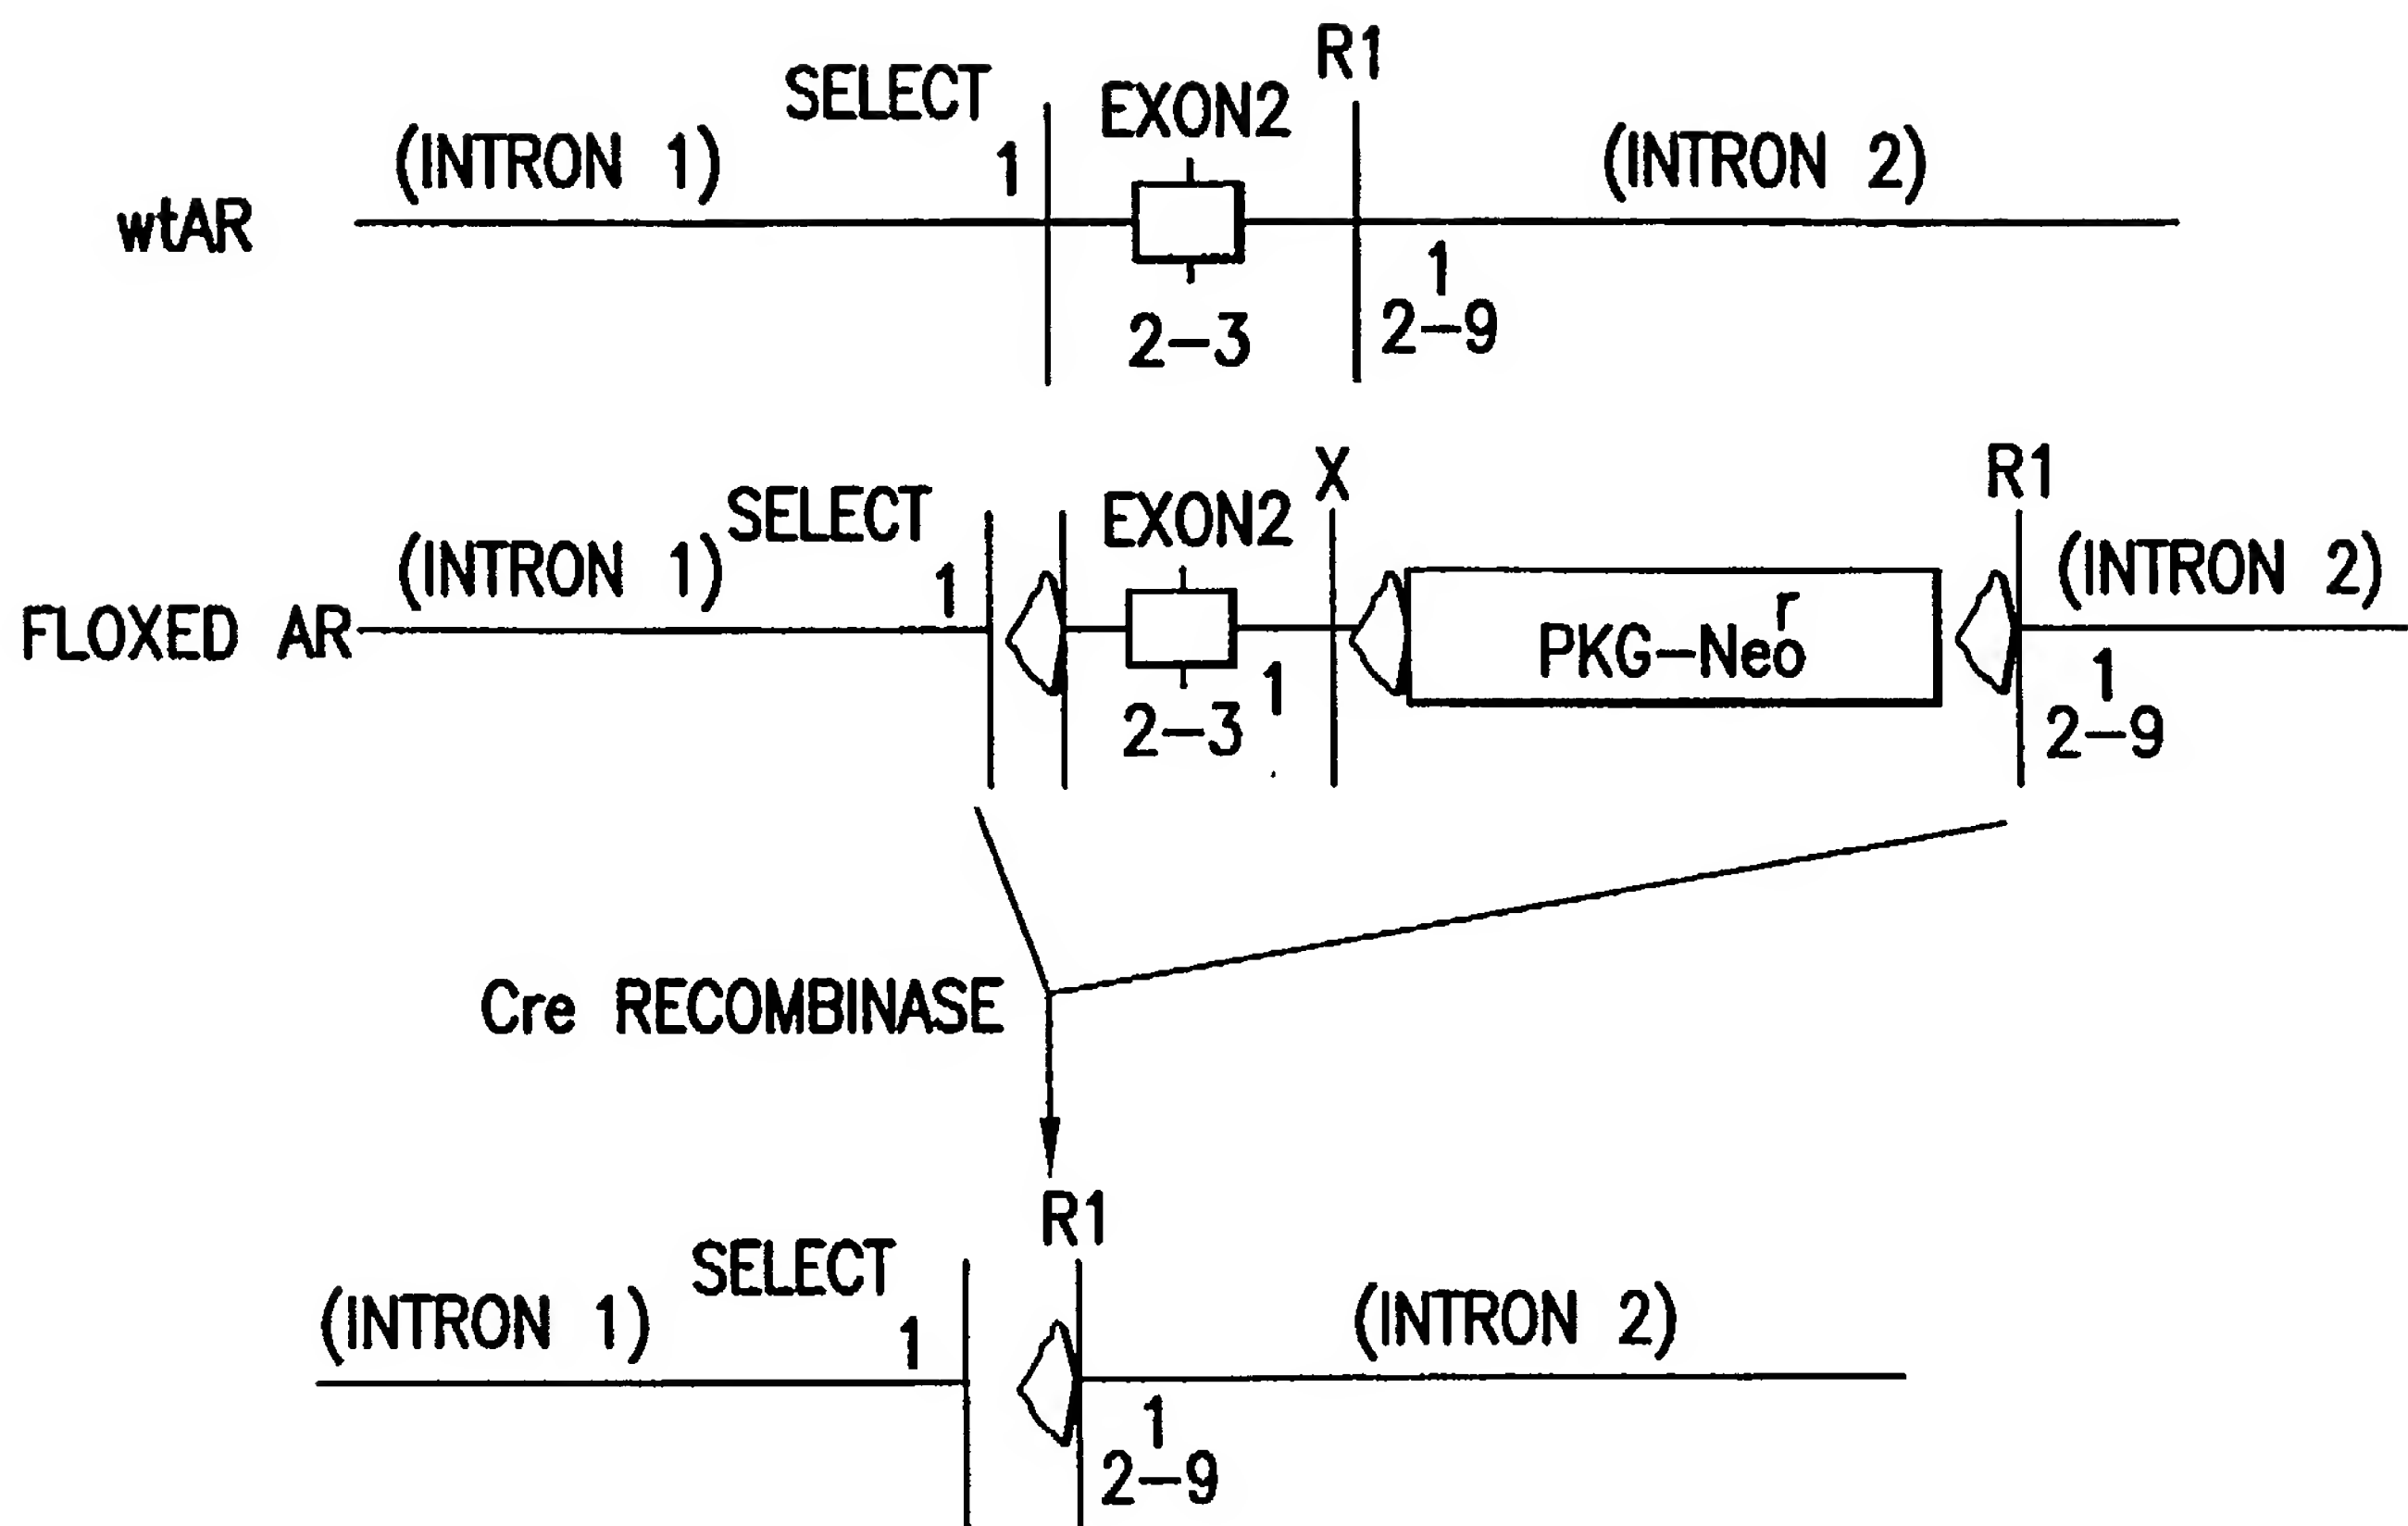 R1
SELECT EXON2
(INTRON 1) 1 (INTRON 2)
wtAR
1
2-3 2-9
X R1
SELECT EXON2
(INTRON 1) 1 (INTRON 2)
FLOXED AR PKG-Neo r
1 1
2-3 2-9
Cre RECOMBINASE
R1
SELECT
(INTRON 1) 1 (INTRON 2)
1
2-9